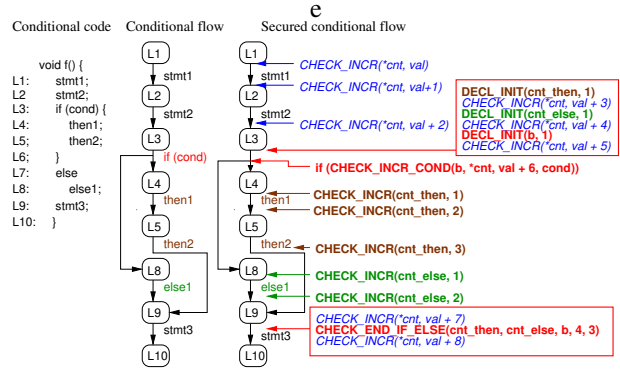 e
Conditional code
Conditional flow
Secured conditional flow
void f() {
L1: stmt1;
L2 stmt2;
L3: if (cond) {
L4: then1;
L5: then2;
L6: }
L7: else
L8: else1;
L9: stmt3;
L10: }
L1
stmt1
L2
stmt2
L3
if (cond)
L4
then1
L5
then2
L8
else1
L9
stmt3
L10
L1
CHECK_INCR(*cnt, val)
stmt1
CHECK_INCR(*cnt, val+1)
L2
stmt2
CHECK_INCR(*cnt, val + 2)
L3
DECL_INIT(cnt_then, 1)
CHECK_INCR(*cnt, val + 3)
DECL_INIT(cnt_else, 1)
CHECK_INCR(*cnt, val + 4)
DECL_INIT(b, 1)
CHECK_INCR(*cnt, val + 5)
if (CHECK_INCR_COND(b, *cnt, val + 6, cond))
L4
CHECK_INCR(cnt_then, 1)
then1
CHECK_INCR(cnt_then, 2)
L5
then2
CHECK_INCR(cnt_then, 3)
L8
CHECK_INCR(cnt_else, 1)
else1
CHECK_INCR(cnt_else, 2)
L9
CHECK_INCR(*cnt, val + 7)
CHECK_END_IF_ELSE(cnt_then, cnt_else, b, 4, 3)
CHECK_INCR(*cnt, val + 8)
stmt3
L10